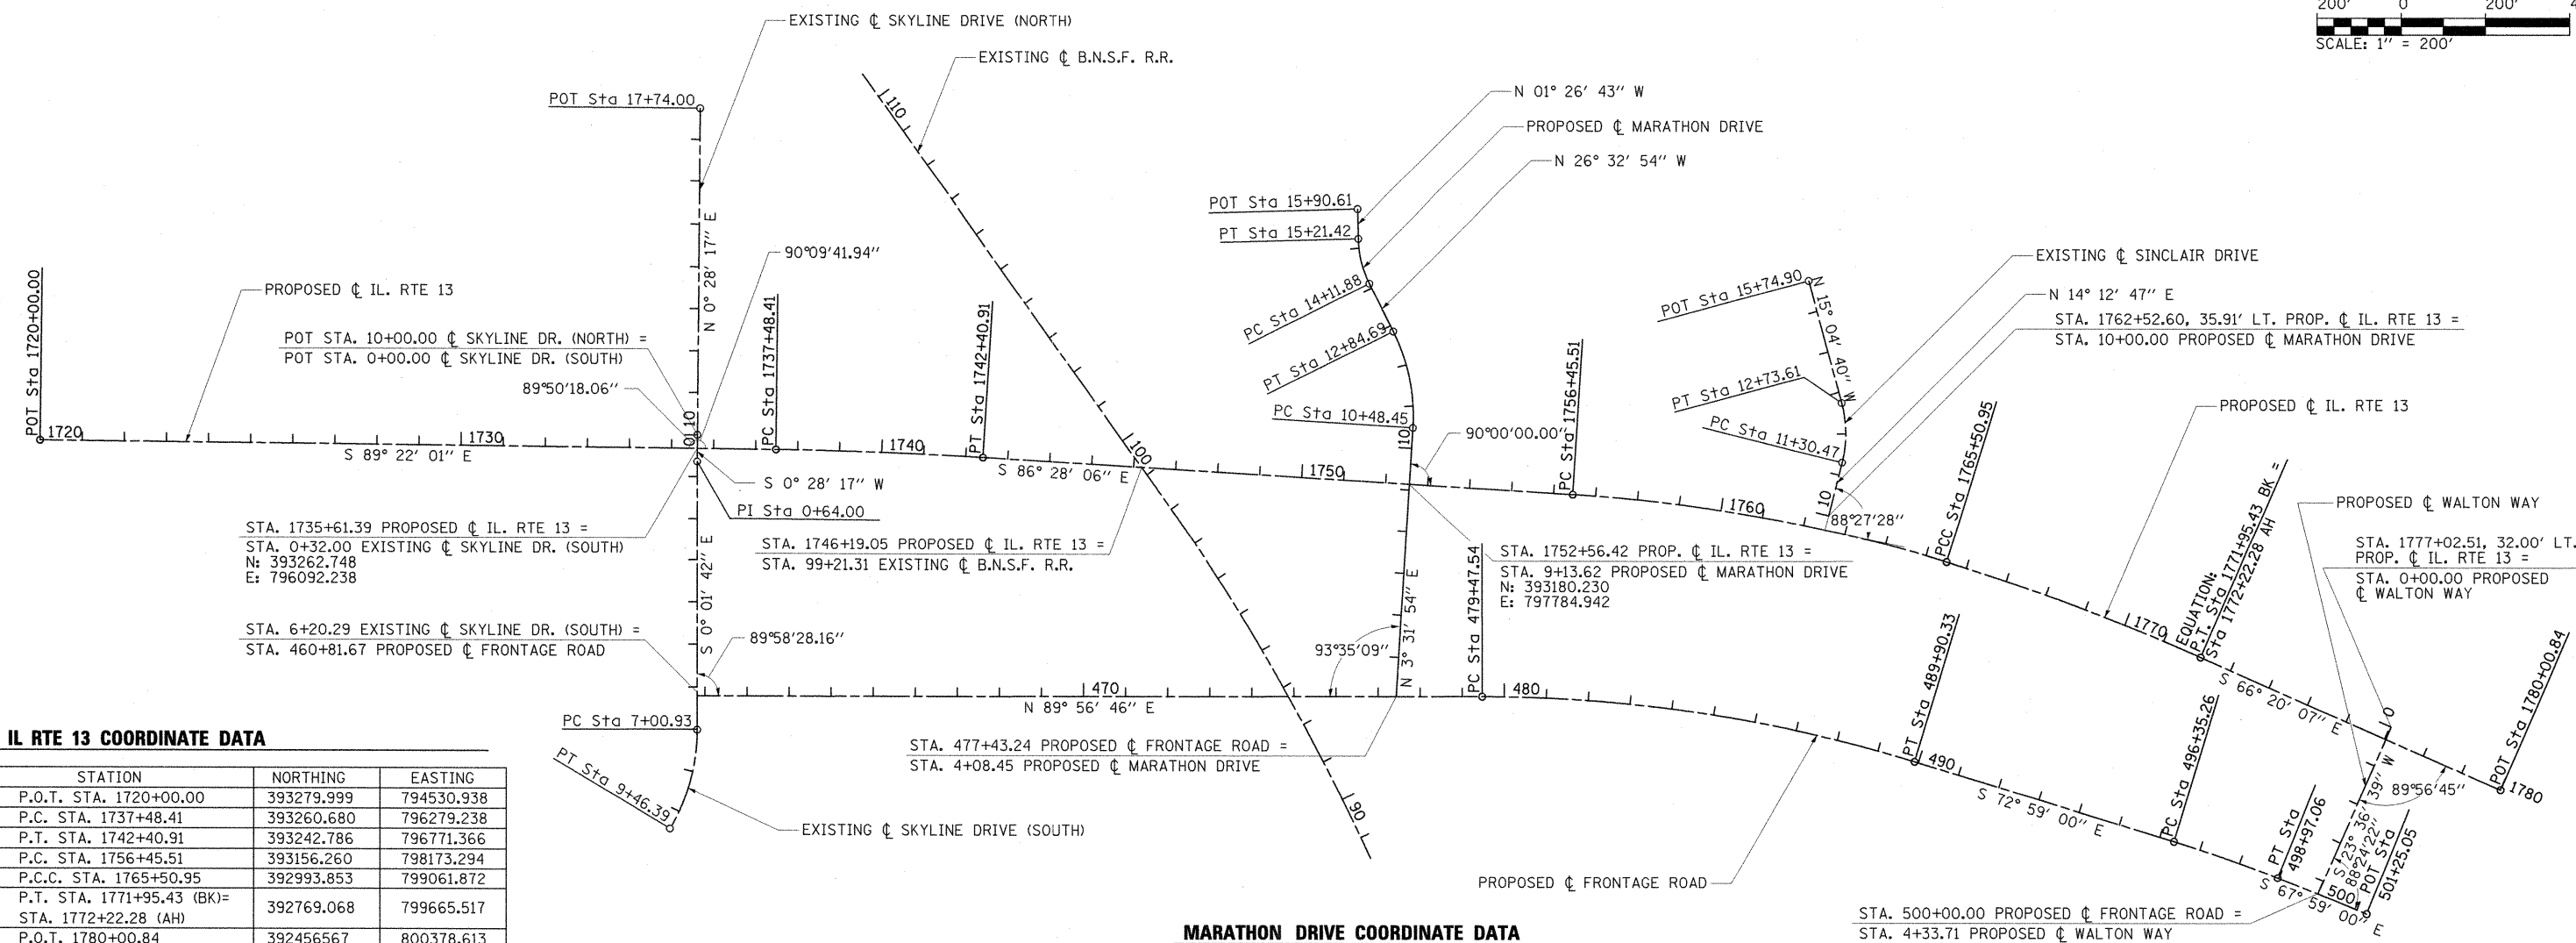 EXISTING ℄ SKYLINE DRIVE (NORTH)
EXISTING ℄ B.N.S.F. R.R.
200' 0 200' 4
SCALE: 1" = 200'
POT Sta 17+74.00
110
N 01° 26' 43" W
PROPOSED ℄ MARATHON DRIVE
N 26° 32' 54" W
N 0° 28' 17" E
90°09'41.94"
POT Sta 15+90.61
PT Sta 15+21.42
PC Sta 14+11.88
PT Sta 12+84.69
PC Sta 10+48.45
10
90°00'00.00"
POT Sta 15+74.90
N 15° 04' 40" W
PT Sta 12+73.61
PC Sta 11+30.47
10
88°27'28"
EXISTING ℄ SINCLAIR DRIVE
N 14° 12' 47" E
STA. 1762+52.60, 35.91' LT. PROP. ℄ IL. RTE 13 =
STA. 10+00.00 PROPOSED ℄ MARATHON DRIVE
POT Sta 1720+00.00
PROPOSED ℄ IL. RTE 13
POT STA. 10+00.00 ℄ SKYLINE DR. (NORTH) =
POT STA. 0+00.00 ℄ SKYLINE DR. (SOUTH)
89°50'18.06"
1720
1730
S 89° 22' 01" E
0
10
PC Sta 1737+48.41
1740
PT Sta 1742+40.91
S 86° 28' 06" E
100
1750
PC Sta 1756+45.51
1760
PCC Sta 1765+50.95
PROPOSED ℄ IL. RTE 13
1770
EQUATION:
P.T. Sta 1771+95.43 BK =
Sta 1772+22.28 AH
PROPOSED ℄ WALTON WAY
STA. 1777+02.51, 32.00' LT.
PROP. ℄ IL. RTE 13 =
STA. 0+00.00 PROPOSED
℄ WALTON WAY
S 0° 28' 17" W
PI Sta 0+64.00
STA. 1735+61.39 PROPOSED ℄ IL. RTE 13 =
STA. 0+32.00 EXISTING ℄ SKYLINE DR. (SOUTH)
N: 393262.748
E: 796092.238
STA. 1746+19.05 PROPOSED ℄ IL. RTE 13 =
STA. 99+21.31 EXISTING ℄ B.N.S.F. R.R.
STA. 1752+56.42 PROP. ℄ IL. RTE 13 =
STA. 9+13.62 PROPOSED ℄ MARATHON DRIVE
N: 393180.230
E: 797784.942
S 0° 01' 42" E
STA. 6+20.29 EXISTING ℄ SKYLINE DR. (SOUTH) =
STA. 460+81.67 PROPOSED ℄ FRONTAGE ROAD
89°58'28.16"
93°35'09"
N 3° 31' 54" E
PC Sta 479+47.54
470
N 89° 56' 46" E
480
PT Sta 489+90.33
490
S 72° 59' 00" E
PC Sta 496+35.26
S 66° 20' 07" E
0
POT Sta 1780+00.84
1780
89°56'45"
S 23° 36' 39" W
88°24'22"
PT Sta
498+97.06
500
POT Sta
501+25.05
S 67° 59' 00" E
PC Sta 7+00.93
PT Sta 9+46.39
EXISTING ℄ SKYLINE DRIVE (SOUTH)
STA. 477+43.24 PROPOSED ℄ FRONTAGE ROAD =
STA. 4+08.45 PROPOSED ℄ MARATHON DRIVE
90
PROPOSED ℄ FRONTAGE ROAD
STA. 500+00.00 PROPOSED ℄ FRONTAGE ROAD =
STA. 4+33.71 PROPOSED ℄ WALTON WAY
IL RTE 13 COORDINATE DATA
STATION NORTHING EASTING
P.O.T. STA. 1720+00.00 393279.999 794530.938
P.C. STA. 1737+48.41 393260.680 796279.238
P.T. STA. 1742+40.91 393242.786 796771.366
P.C. STA. 1756+45.51 393156.260 798173.294
P.C.C. STA. 1765+50.95 392993.853 799061.872
P.T. STA. 1771+95.43 (BK)=
STA. 1772+22.28 (AH) 392769.068 799665.517
P.O.T. 1780+00.84 392456567 800378.613
MARATHON DRIVE COORDINATE DATA